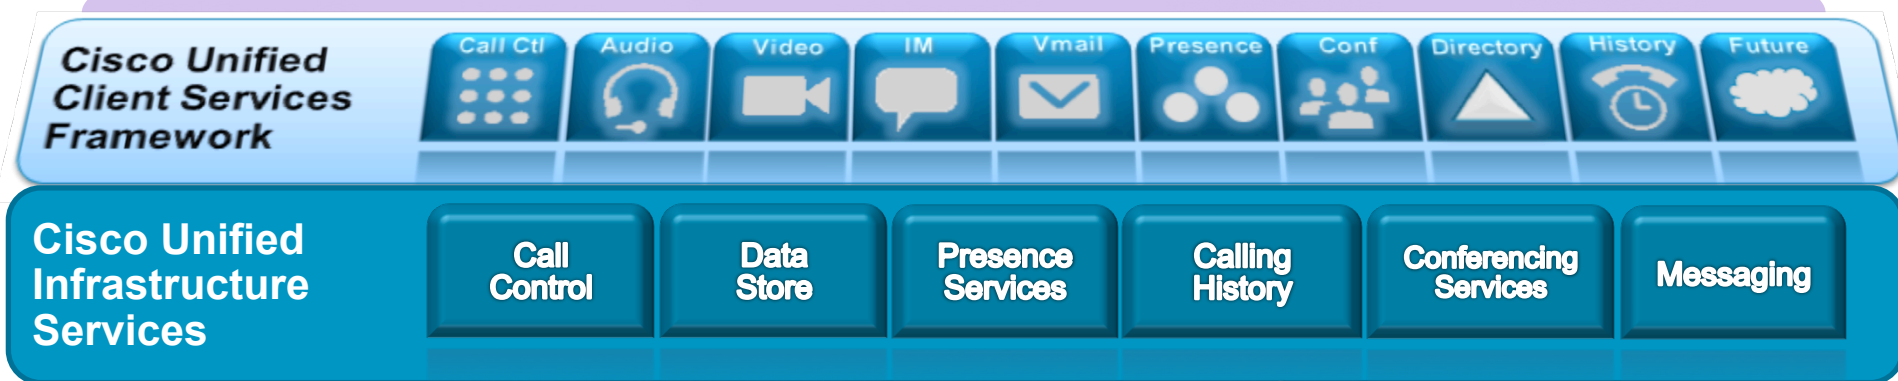 Cisco Unified
Client Services
Framework
Call Ctl
Audio
Video
IM
Vmail
Presence
Conf
Directory
History
Future
Cisco Unified
Infrastructure
Services
Call
Control
Data
Store
Presence
Services
Calling
History
Conferencing
Services
Messaging